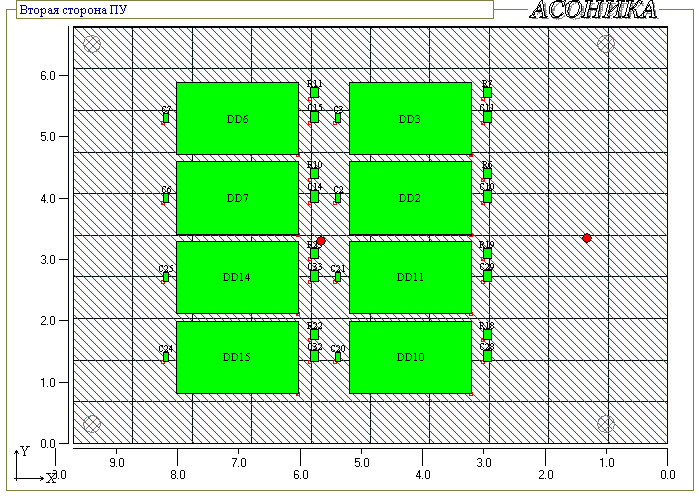 Вторая сторона ПУ
АСОНИКА
6.0
R11
R7
C7
C15
C3
C11
DD6
DD3
5.0
R10
R6
C6
C14
C2
C10
DD7
DD2
4.0
R19
3.0
C25
C33
C21
C29
DD14
DD11
2.0
R22
R18
C24
C32
C20
C28
DD15
DD10
1.0
0.0
Y
9.0
7.0
5.0
3.0
1.0
X
8.0
6.0
4.0
2.0
0.0